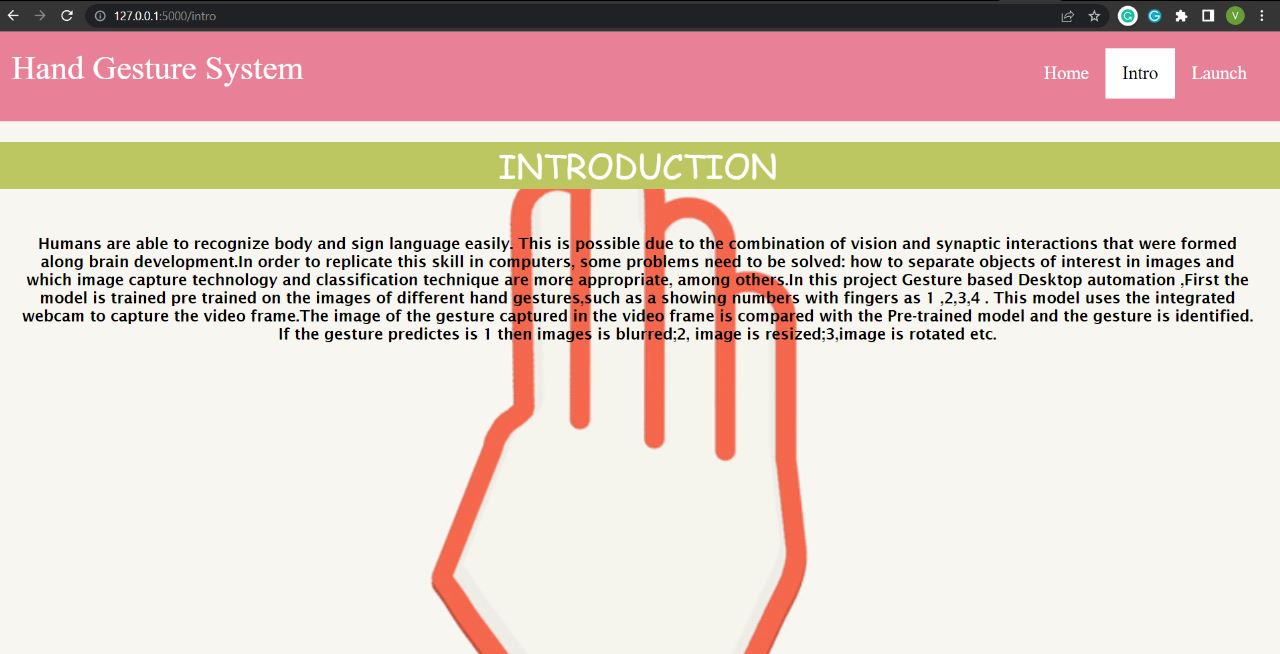 127.0.0.1:5000/intro
V
Hand Gesture System
Home Intro Launch
INTRODUCTION
Humans are able to recognize body and sign language easily. This is possible due to the combination of vision and synaptic interactions that were formed
along brain development.In order to replicate this skill in computers, some problems need to be solved: how to separate objects of interest in images and
which image capture technology and classification technique are more appropriate, among others.In this project Gesture based Desktop automation ,First the
model is trained pre trained on the images of different hand gestures,such as a showing numbers with fingers as 1 ,2,3,4 . This model uses the integrated
webcam to capture the video frame.The image of the gesture captured in the video frame is compared with the Pre-trained model and the gesture is identified.
If the gesture predictes is 1 then images is blurred;2, image is resized;3,image is rotated etc.